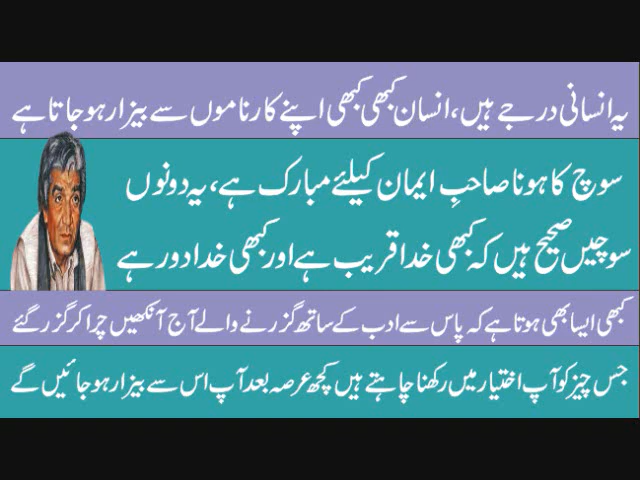 یہ انسانی درجے ہیں، انسان کبھی کبھی اپنے کارناموں سے بیزار ہو جاتا ہے
سوچ کا ہونا صاحبِ ایمان کیلئے مبارک ہے، یہ دونوں
سوچیں صحیح ہیں کہ کبھی خدا قریب ہے اور کبھی خدا دور ہے
کبھی ایسا بھی ہوتا ہے کہ پاس سے ادب کے ساتھ گزرنے والے آج آنکھیں چرا کر گزر گئے
جس چیز کو آپ اختیار میں رکھنا چاہتے ہیں کچھ عرصہ بعد آپ اس سے بیزار ہو جائیں گے